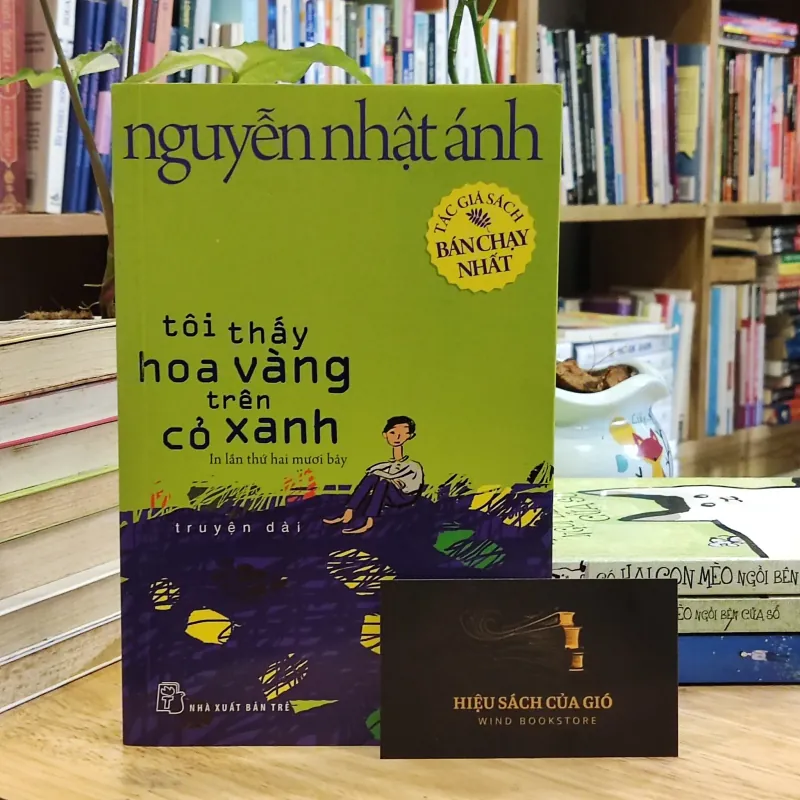 nguyễn nhật ánh
TÁC GIẢ SÁCH
BÁN CHẠY
NHẤT
tôi thấy
hoa vàng
trên
cỏ xanh
In lần thứ hai mươi bảy
truyện dài
NHÀ XUẤT BẢN TRẺ
HIỆU SÁCH CỦA GIÓ
WIND BOOKSTORE
CÓ HAI CON MÈO NGỒI BÊN
MÈO NGỒI BÊN CỬA SỔ